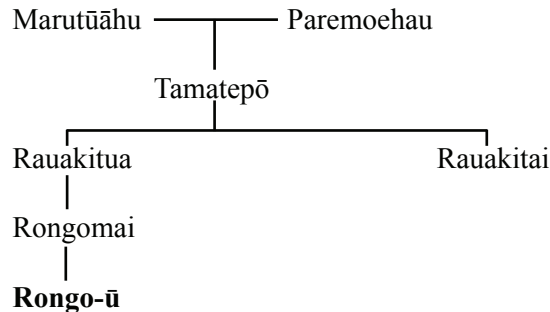 Marutūāhu Paremoehau
Tamatepō
Rauakitua Rauakitai
Rongomai
Rongo-ū